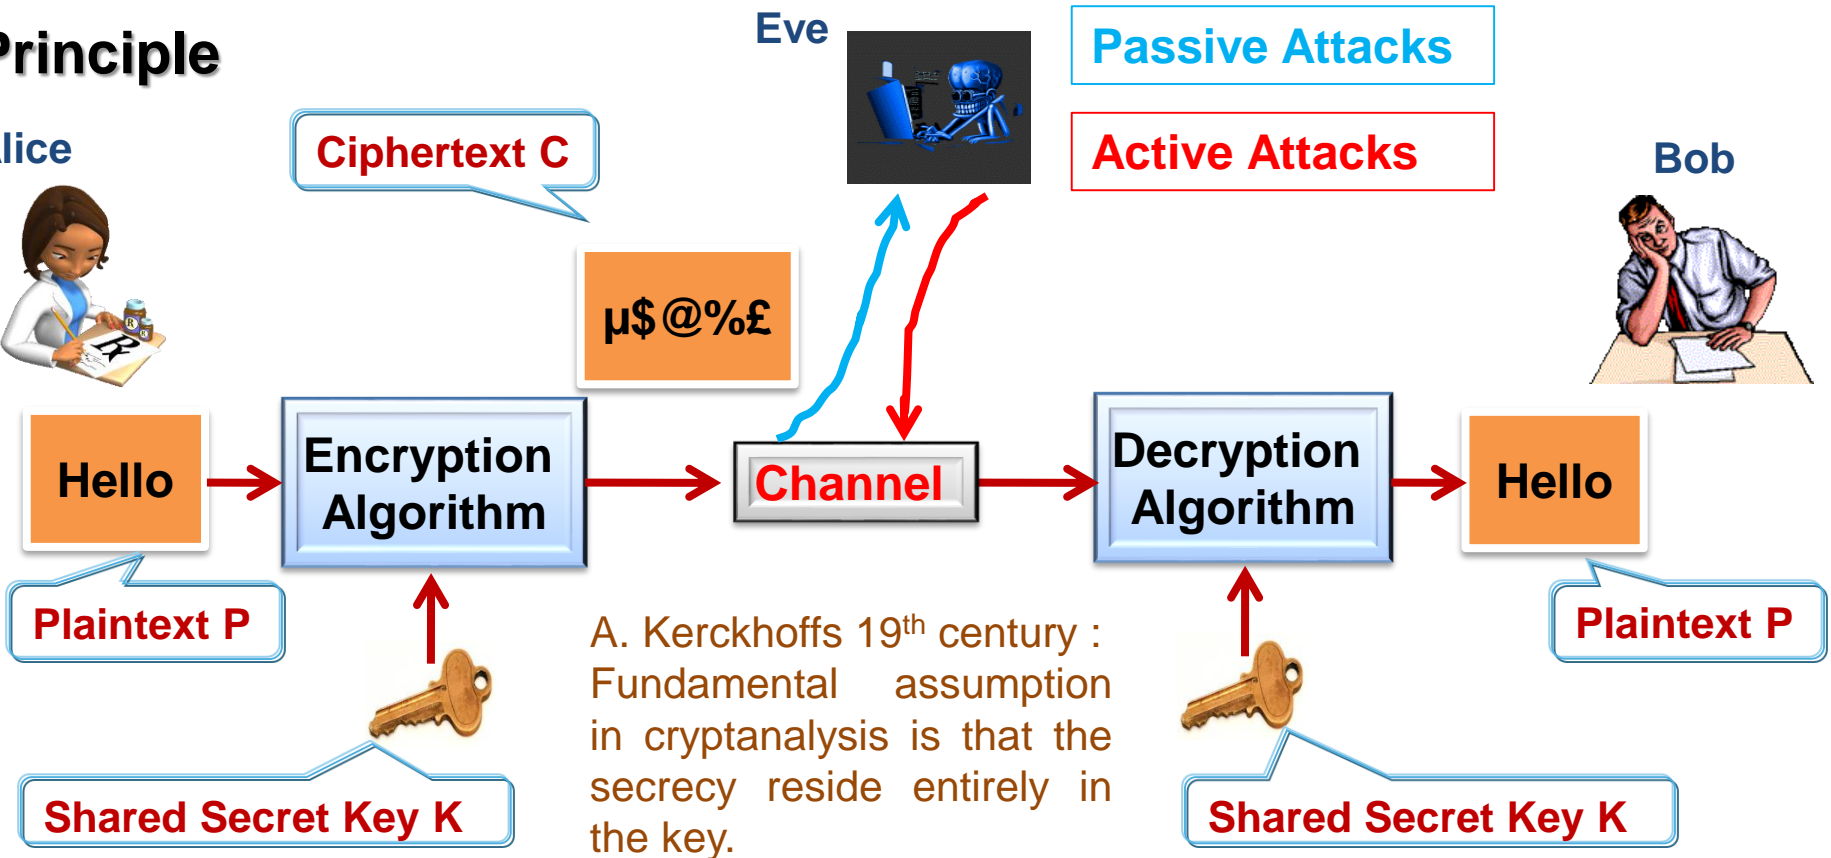 Principle
Eve
Passive Attacks
Active Attacks
Alice
Ciphertext C
Bob
µ$@%£
Hello
Encryption
Algorithm
Channel
Decryption
Algorithm
Hello
Plaintext P
Plaintext P
A. Kerckhoffs 19th century :
Fundamental assumption
in cryptanalysis is that the
secrecy reside entirely in
the key.
Shared Secret Key K
Shared Secret Key K